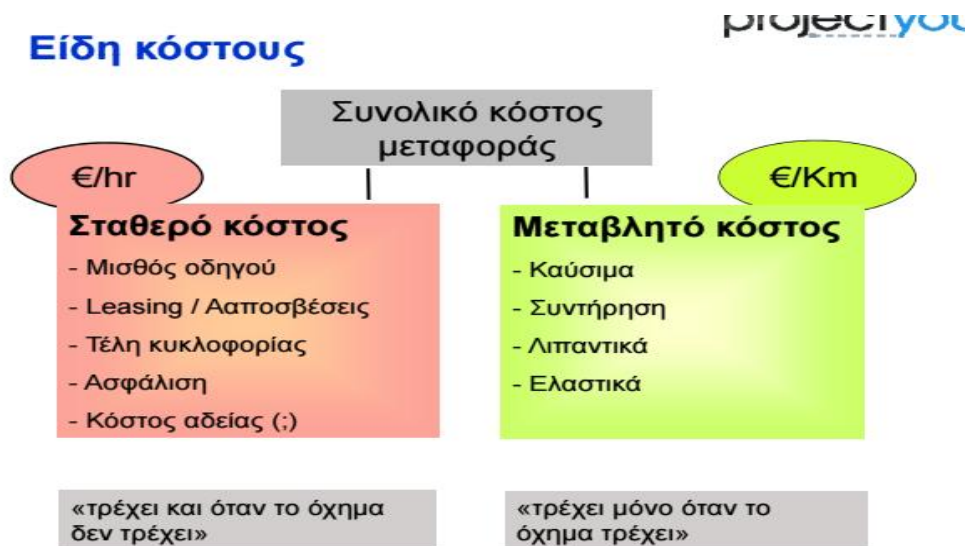 projectyou
Είδη κόστους
Συνολικό κόστος
μεταφοράς
€/hr
€/Km
Σταθερό κόστος
- Μισθός οδηγού
- Leasing / Ααποσβέσεις
- Τέλη κυκλοφορίας
- Ασφάλιση
- Κόστος αδείας (;)
Μεταβλητό κόστος
- Καύσιμα
- Συντήρηση
- Λιπαντικά
- Ελαστικά
«τρέχει και όταν το όχημα
δεν τρέχει»
«τρέχει μόνο όταν το
όχημα τρέχει»